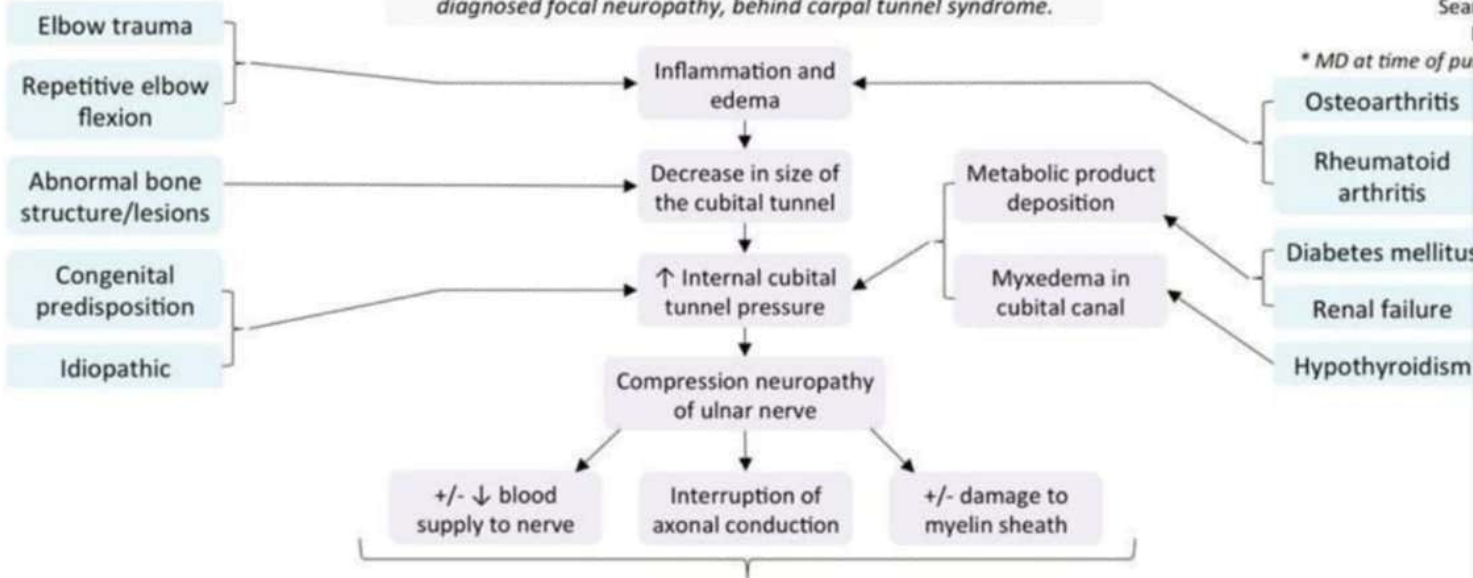 diagnosed focal neuropathy, behind carpal tunnel syndrome.
* MD at time of
Elbow trauma
Repetitive elbow
flexion
Abnormal bone
structure/lesions
Congenital
predisposition
Idiopathic
Inflammation and
edema
Decrease in size of
the cubital tunnel
↑ Internal cubital
tunnel pressure
Metabolic product
deposition
Myxedema in
cubital canal
Osteoarthritis
Rheumatoid
arthritis
Diabetes mellitus
Renal failure
Hypothyroidism
Compression neuropathy
of ulnar nerve
+/- ↓ blood
supply to nerve
Interruption of
axonal conduction
+/- damage to
myelin sheath